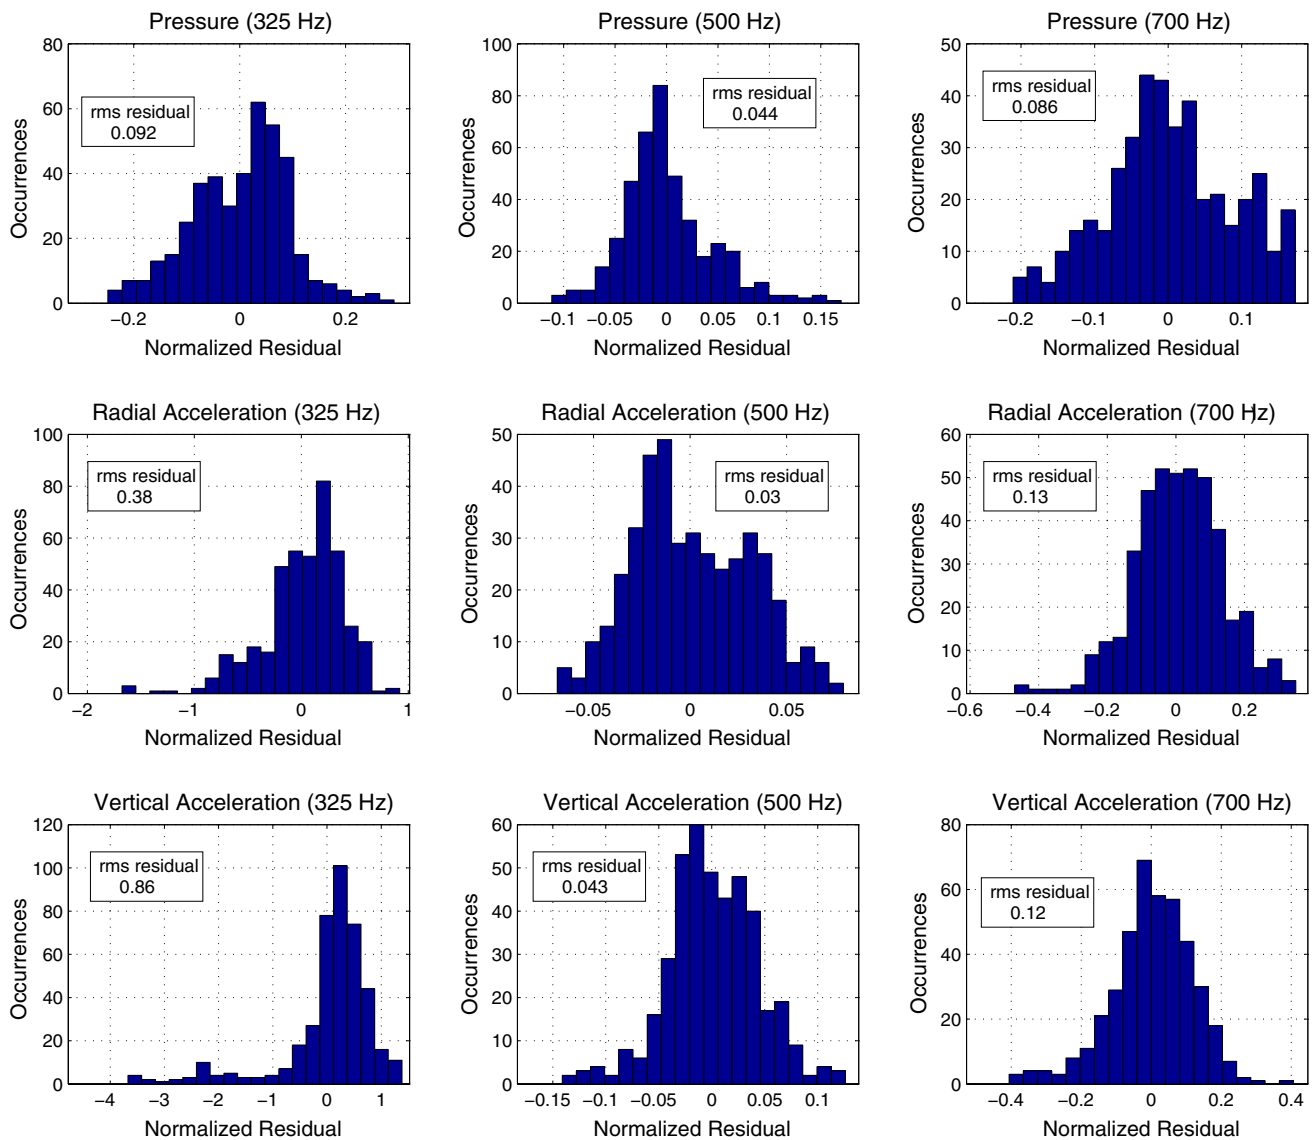 Pressure (325 Hz)
80
60
40
20
0
Occurrences
rms residual
0.092
−0.2 0 0.2
Normalized Residual
Pressure (500 Hz)
100
80
60
40
20
0
Occurrences
rms residual
0.044
−0.1 −0.05 0 0.05 0.1 0.15
Normalized Residual
Pressure (700 Hz)
50
40
30
20
10
0
Occurrences
rms residual
0.086
−0.2 −0.1 0 0.1
Normalized Residual
Radial Acceleration (325 Hz)
100
80
60
40
20
0
Occurrences
rms residual
0.38
−2 −1 0 1
Normalized Residual
Radial Acceleration (500 Hz)
50
40
30
20
10
0
Occurrences
rms residual
0.03
−0.05 0 0.05
Normalized Residual
Radial Acceleration (700 Hz)
60
50
40
30
20
10
0
Occurrences
rms residual
0.13
−0.6 −0.4 −0.2 0 0.2
Normalized Residual
Vertical Acceleration (325 Hz)
120
100
80
60
40
20
0
Occurrences
rms residual
0.86
−4 −3 −2 −1 0 1
Normalized Residual
Vertical Acceleration (500 Hz)
60
50
40
30
20
10
0
Occurrences
rms residual
0.043
−0.15 −0.1 −0.05 0 0.05 0.1
Normalized Residual
Vertical Acceleration (700 Hz)
80
60
40
20
0
Occurrences
rms residual
0.12
−0.4 −0.2 0 0.2 0.4
Normalized Residual